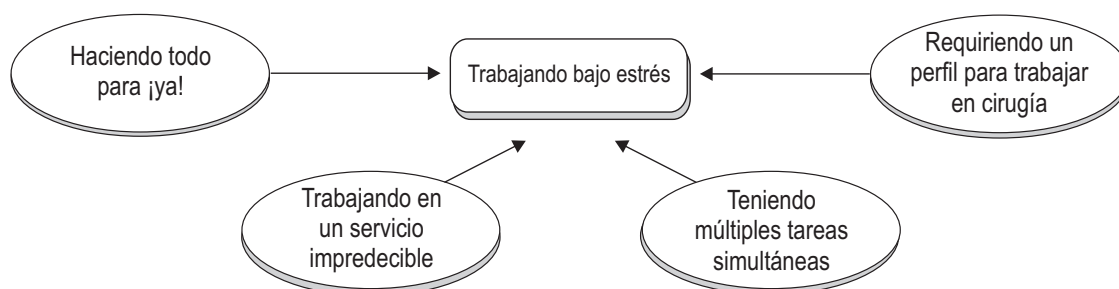 Haciendo todo
para ¡ya!
Trabajando bajo estrés
Requiriendo un
perfil para trabajar
en cirugía
Trabajando en
un servicio
impredecible
Teniendo
múltiples tareas
simultáneas